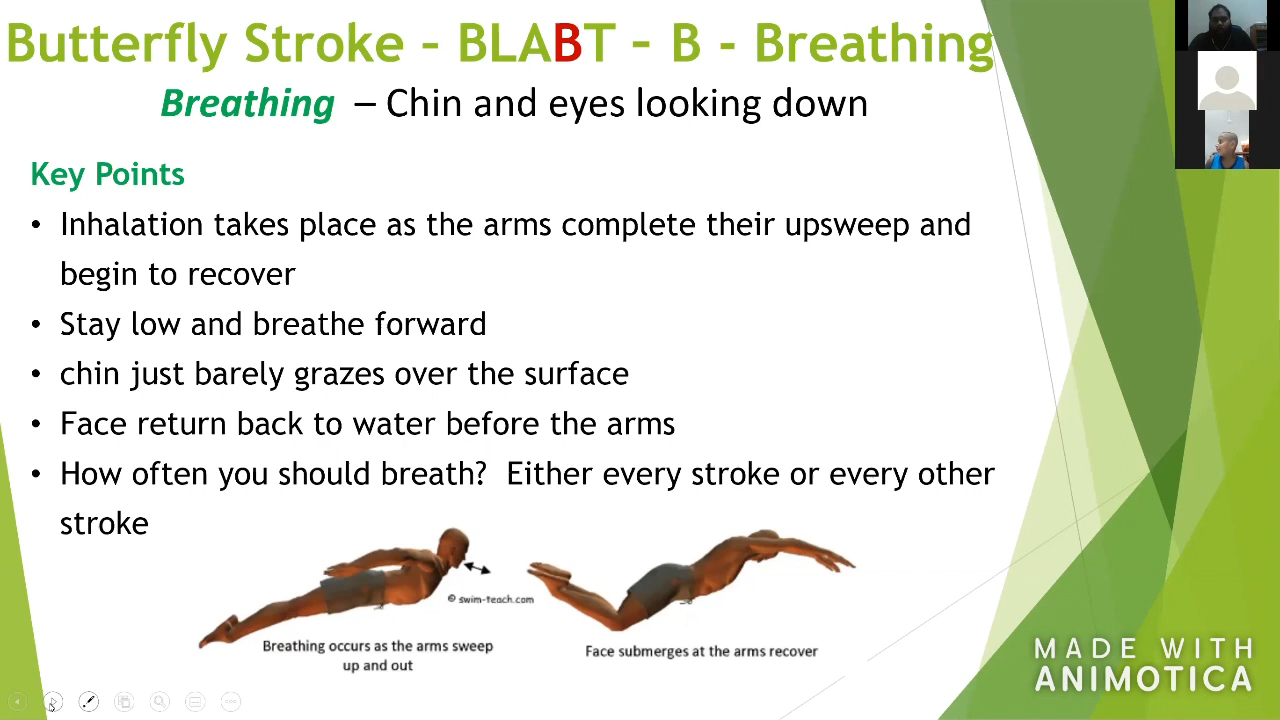 Butterfly Stroke – BLABT – B - Breathing
Breathing – Chin and eyes looking down
Key Points
• Inhalation takes place as the arms complete their upsweep and
begin to recover
• Stay low and breathe forward
• chin just barely grazes over the surface
• Face return back to water before the arms
• How often you should breath? Either every stroke or every other
stroke
© swim-teach.com
Breathing occurs as the arms sweep
up and out
Face submerges at the arms recover
MADE WITH
ANIMOTICA